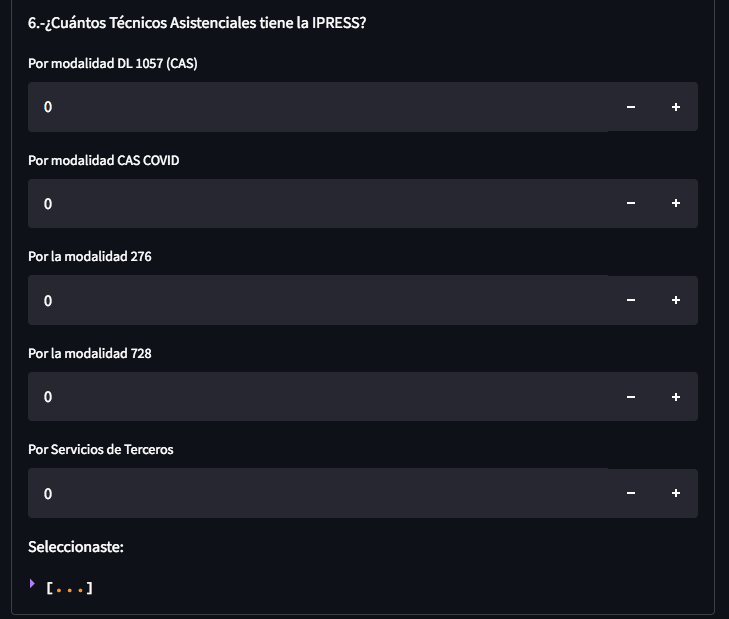 6.-¿Cuántos Técnicos Asistenciales tiene la IPRESS?
Por modalidad DL 1057 (CAS)
0 − +
Por modalidad CAS COVID
0 − +
Por la modalidad 276
0 − +
Por la modalidad 728
0 − +
Por Servicios de Terceros
0 − +
Seleccionaste:
[...]